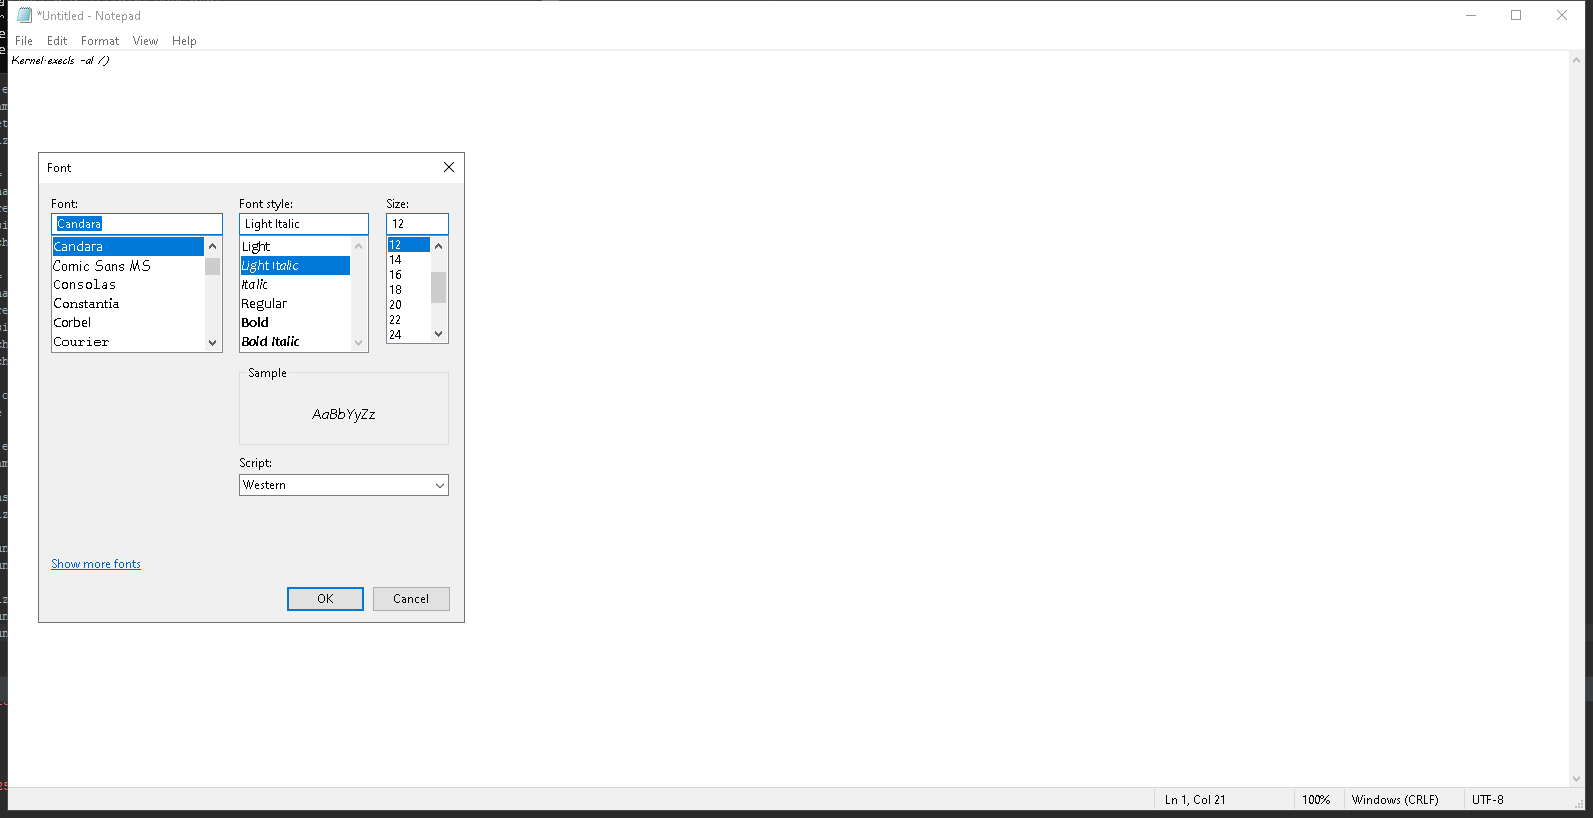 *Untitled - Notepad
File Edit Format View Help
Kernel.execls -al /)
Font
Font:
Candara
Candara
Comic Sans MS
Consolas
Constantia
Corbel
Courier
Font style:
Light Italic
Light
Light Italic
Italic
Regular
Bold
Bold Italic
Size:
12
12
14
16
18
20
22
24
Sample
AaBbYyZz
Script:
Western
Show more fonts
OK
Cancel
Ln 1, Col 21
100%
Windows (CRLF)
UTF-8